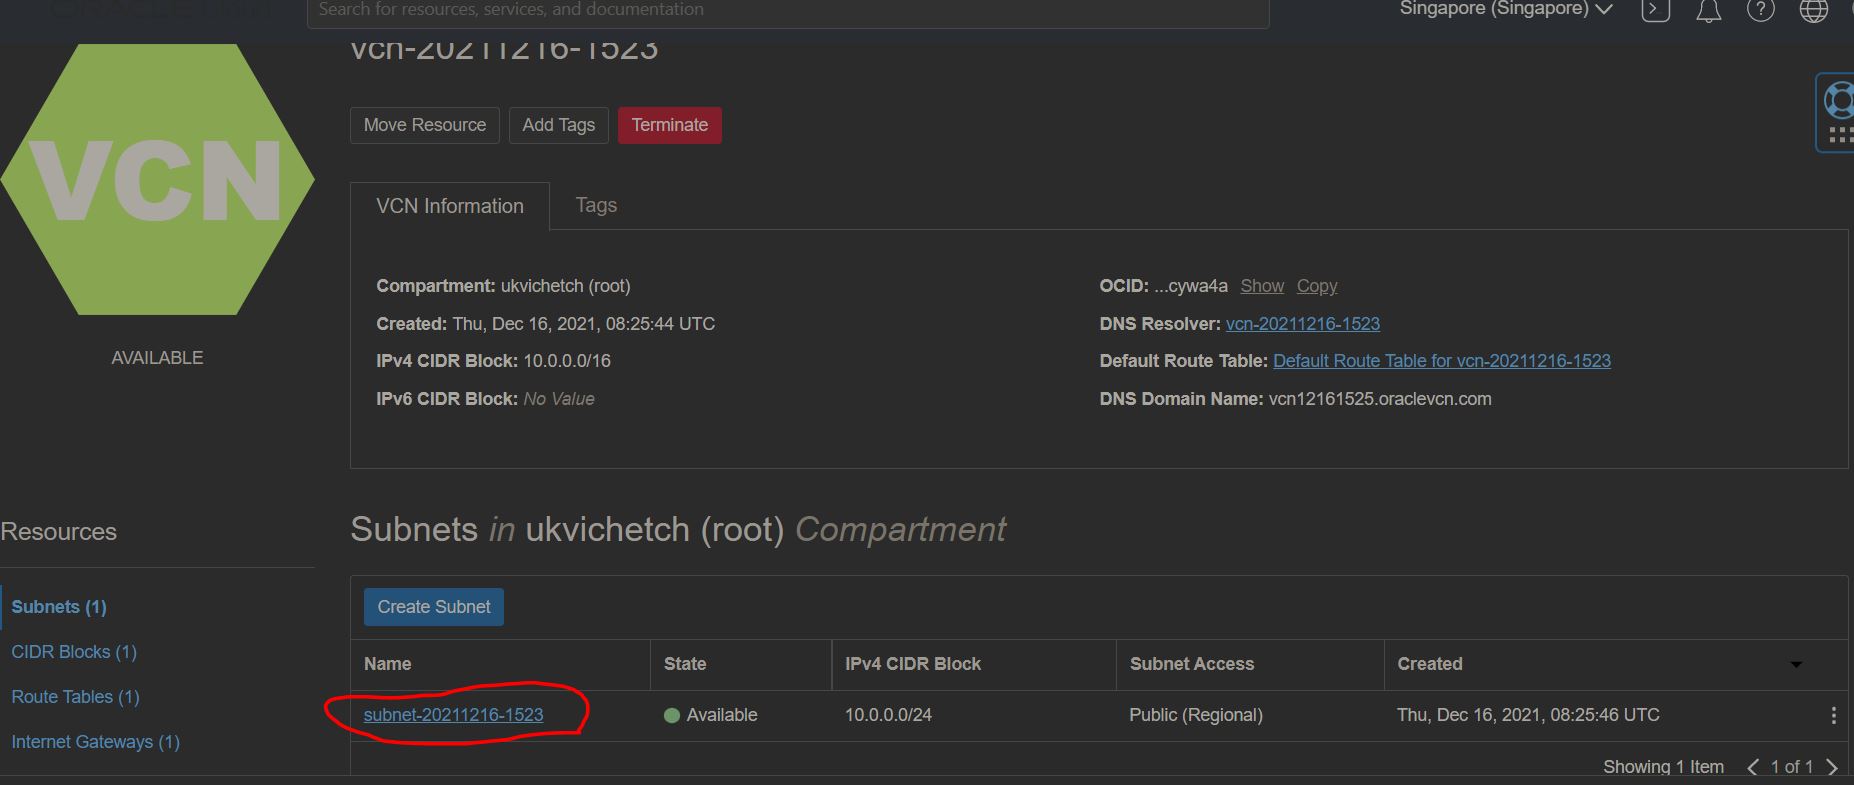 ORACLE Cloud
Search for resources, services, and documentation
Singapore (Singapore)
vcn-20211216-1523
Move Resource
Add Tags
Terminate
VCN
AVAILABLE
VCN Information
Tags
Compartment: ukvichetch (root)
Created: Thu, Dec 16, 2021, 08:25:44 UTC
IPv4 CIDR Block: 10.0.0.0/16
IPv6 CIDR Block: No Value
OCID: ...cywa4a Show Copy
DNS Resolver: vcn-20211216-1523
Default Route Table: Default Route Table for vcn-20211216-1523
DNS Domain Name: vcn12161525.oraclevcn.com
Resources
Subnets (1)
CIDR Blocks (1)
Route Tables (1)
Internet Gateways (1)
Subnets in ukvichetch (root) Compartment
Create Subnet
Name State IPv4 CIDR Block Subnet Access Created
subnet-20211216-1523 Available 10.0.0.0/24 Public (Regional) Thu, Dec 16, 2021, 08:25:46 UTC
Showing 1 Item 1 of 1